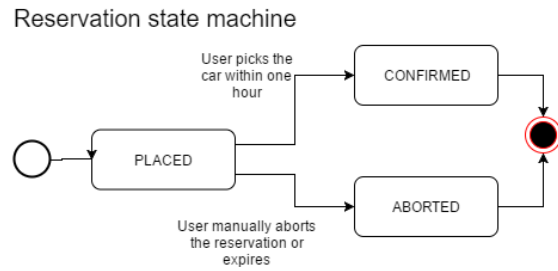 Reservation state machine
User picks the
car within one
hour
CONFIRMED
PLACED
ABORTED
User manually aborts
the reservation or
expires